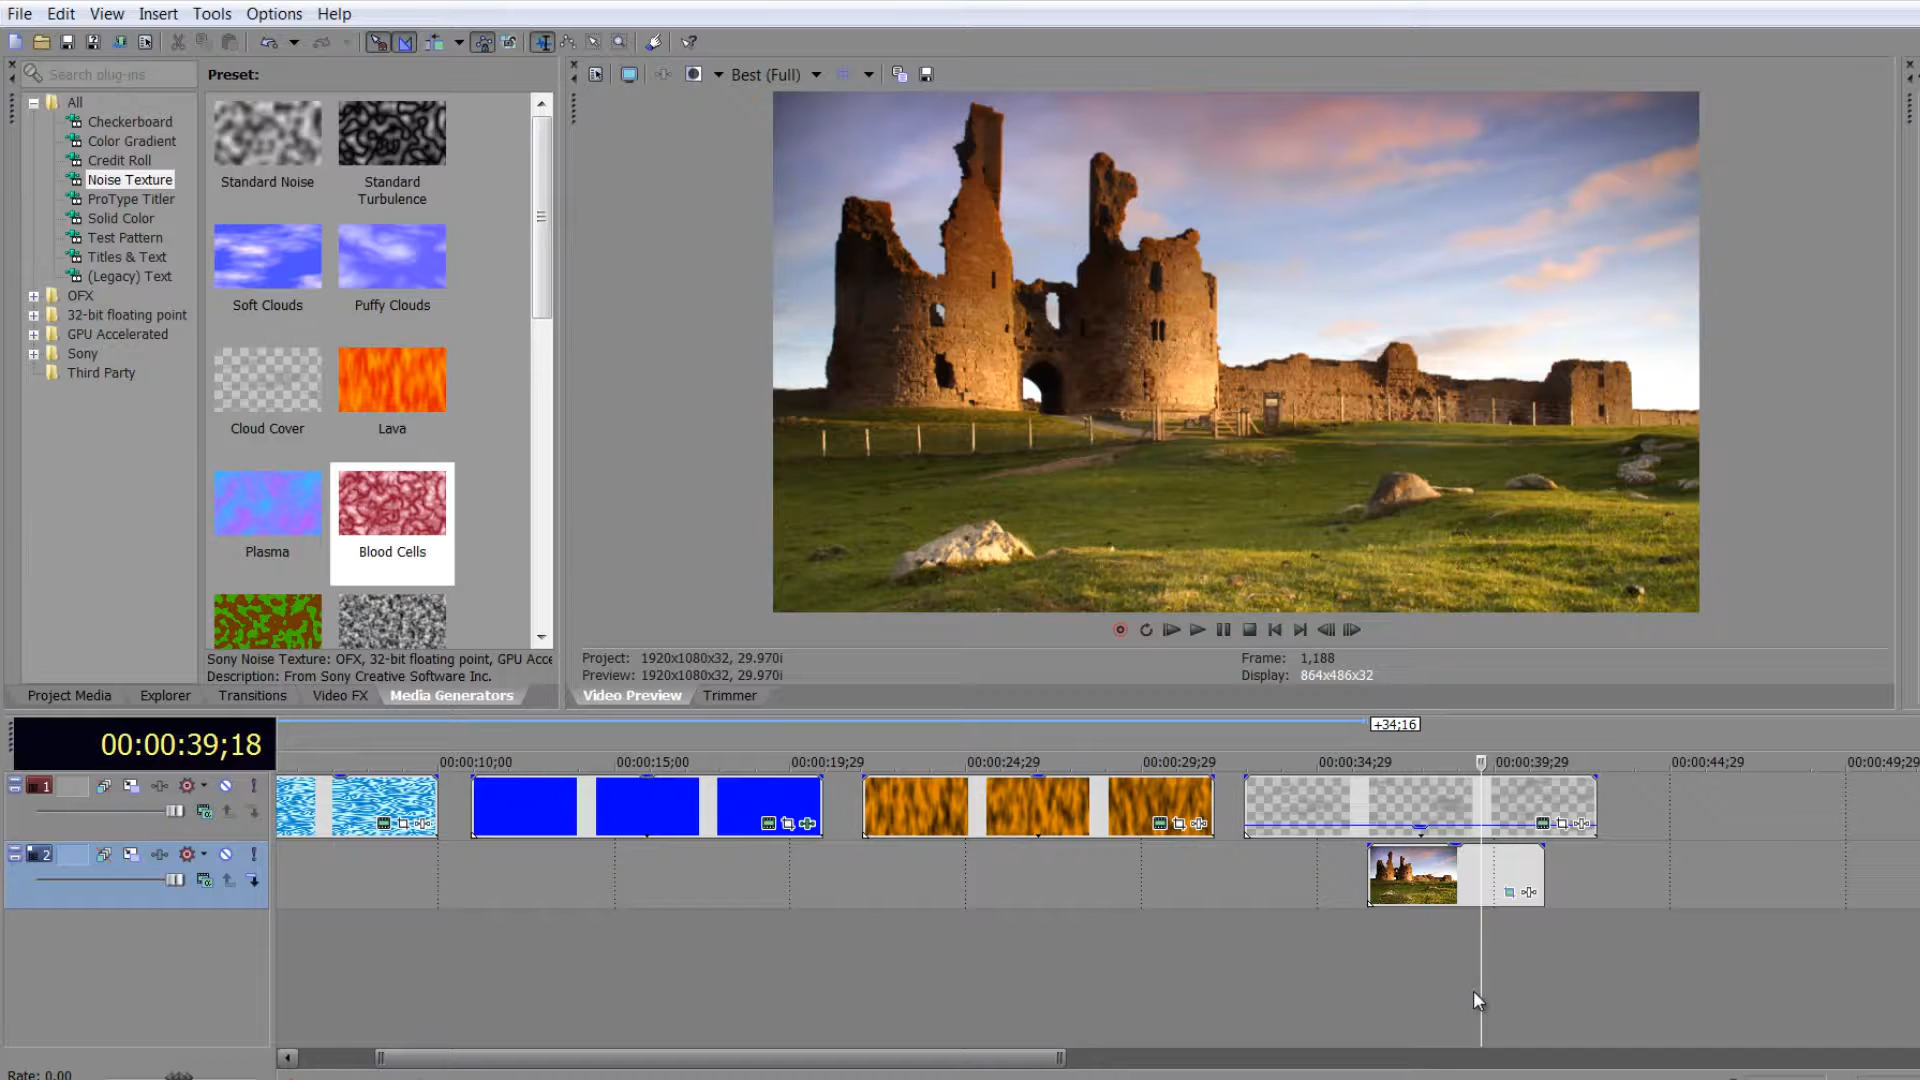 File Edit View Insert Tools Options Help
Search plug-ins
Preset:
Best (Full)
All
Checkerboard
Color Gradient
Credit Roll
Noise Texture
ProType Titler
Solid Color
Test Pattern
Titles & Text
(Legacy) Text
OFX
32-bit floating point
GPU Accelerated
Sony
Third Party
Standard Noise
Standard Turbulence
Soft Clouds
Puffy Clouds
Cloud Cover
Lava
Plasma
Blood Cells
Sony Noise Texture: OFX, 32-bit floating point, GPU Acce
Description: From Sony Creative Software Inc.
Project: 1920x1080x32, 29.970i
Preview: 1920x1080x32, 29.970i
Frame: 1,188
Display: 864x486x32
Project Media Explorer Transitions Video FX Media Generators
Video Preview Trimmer
+34;16
00:00:39;18
00:00:10;00 00:00:15;00 00:00:19;29 00:00:24;29 00:00:29;29 00:00:34;29 00:00:39;29 00:00:44;29 00:00:49;29
1
2
Rate: 0.00